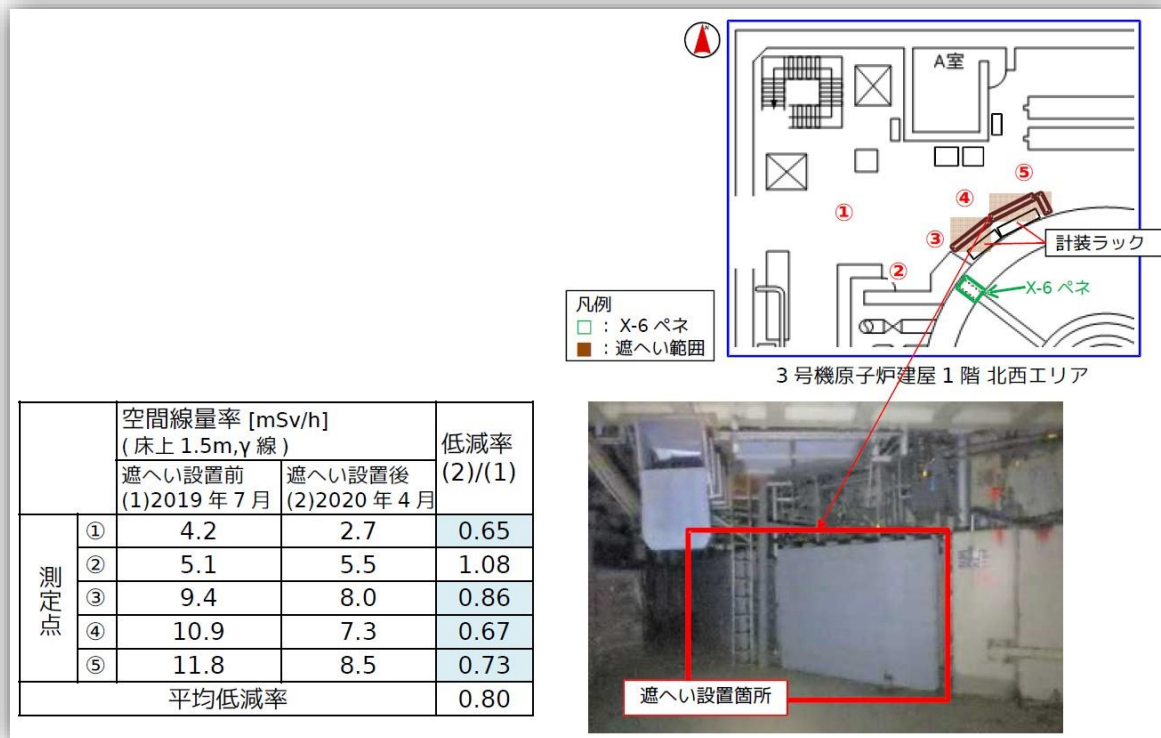 N
A室
①
②
③
④
⑤
計装ラック
X-6 ペネ
凡例
□ : X-6 ペネ
■ : 遮へい範囲
3 号機原子炉建屋 1 階 北西エリア
空間線量率 [mSv/h]
( 床上 1.5m,γ 線 )
低減率
(2)/(1)
遮へい設置前
(1)2019 年 7 月
遮へい設置後
(2)2020 年 4 月
測定点
① 4.2 2.7 0.65
② 5.1 5.5 1.08
③ 9.4 8.0 0.86
④ 10.9 7.3 0.67
⑤ 11.8 8.5 0.73
平均低減率 0.80
遮へい設置箇所